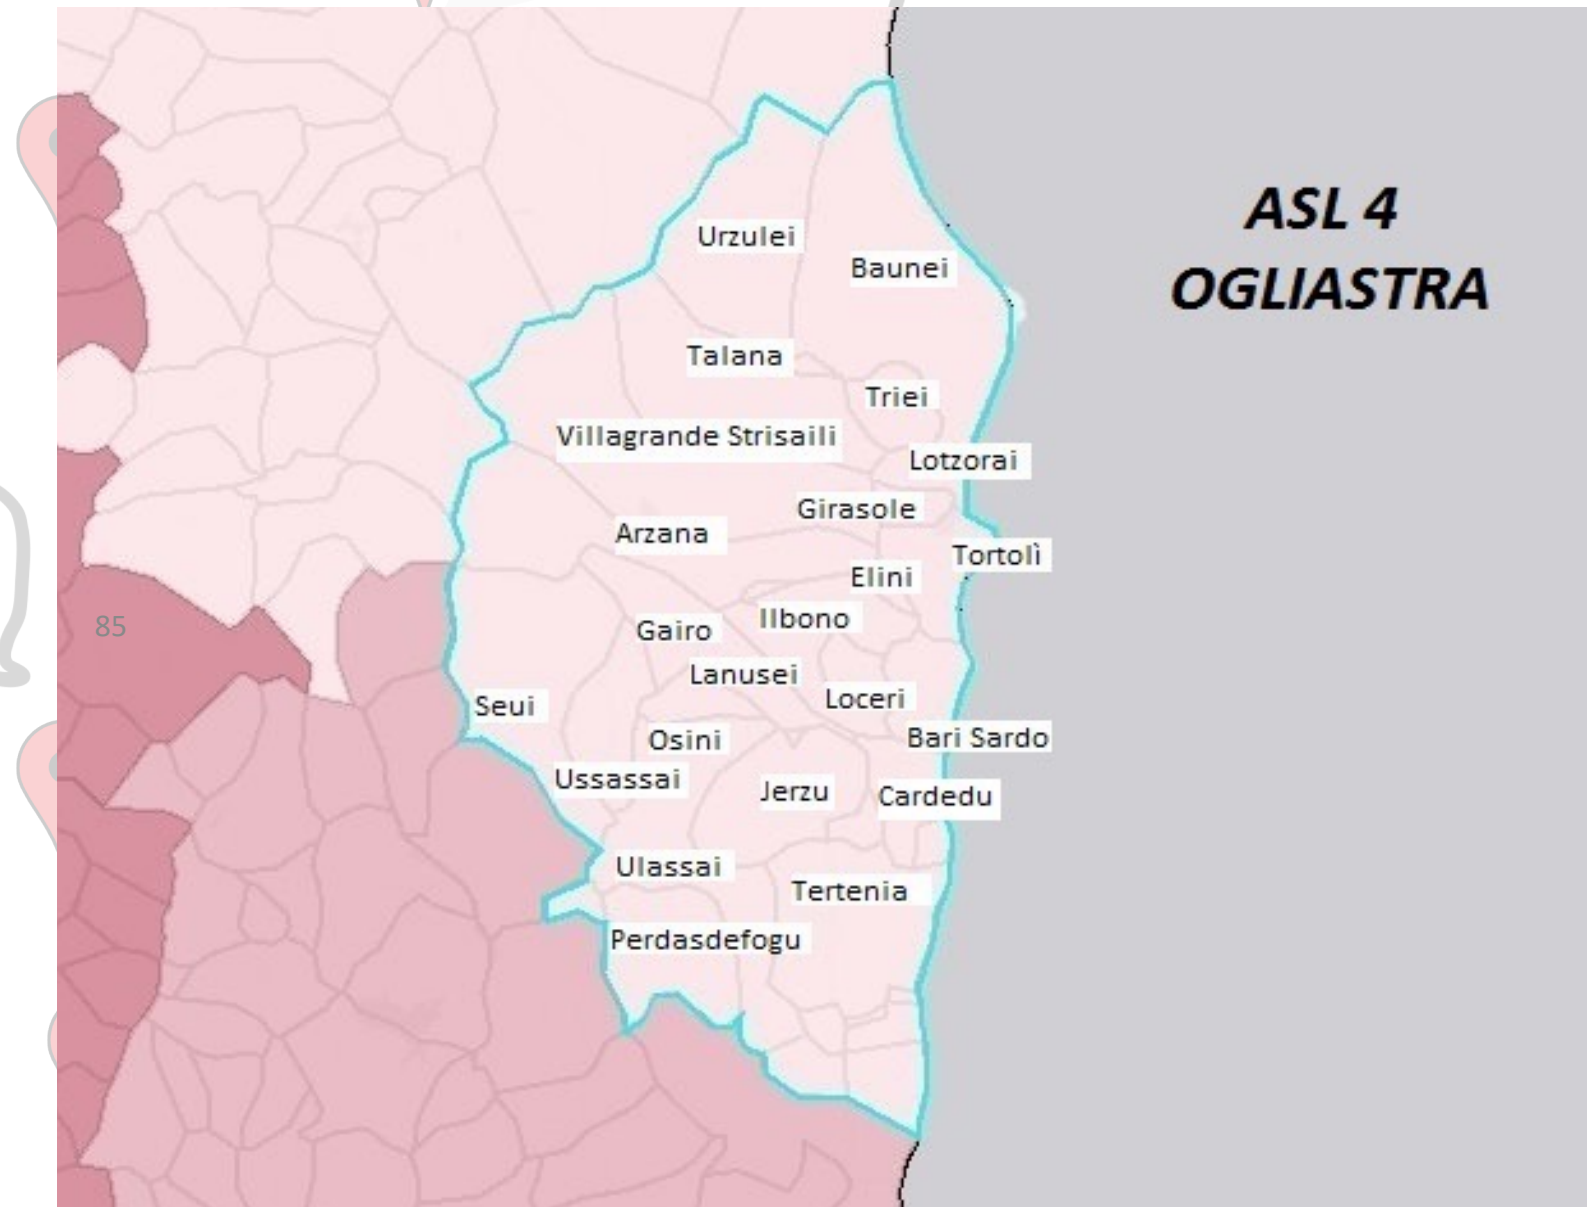 ASL 4
OGLIASTRA
Urzulei
Baunei
Talana
Triei
Villagrande Strisaili
Lotzorai
Girasole
Arzana
Tortolì
Elini
Ilbono
Gairo
85
Lanusei
Loceri
Seui
Osini
Bari Sardo
Ussassai
Jerzu
Cardedu
Ulassai
Tertenia
Perdasdefogu